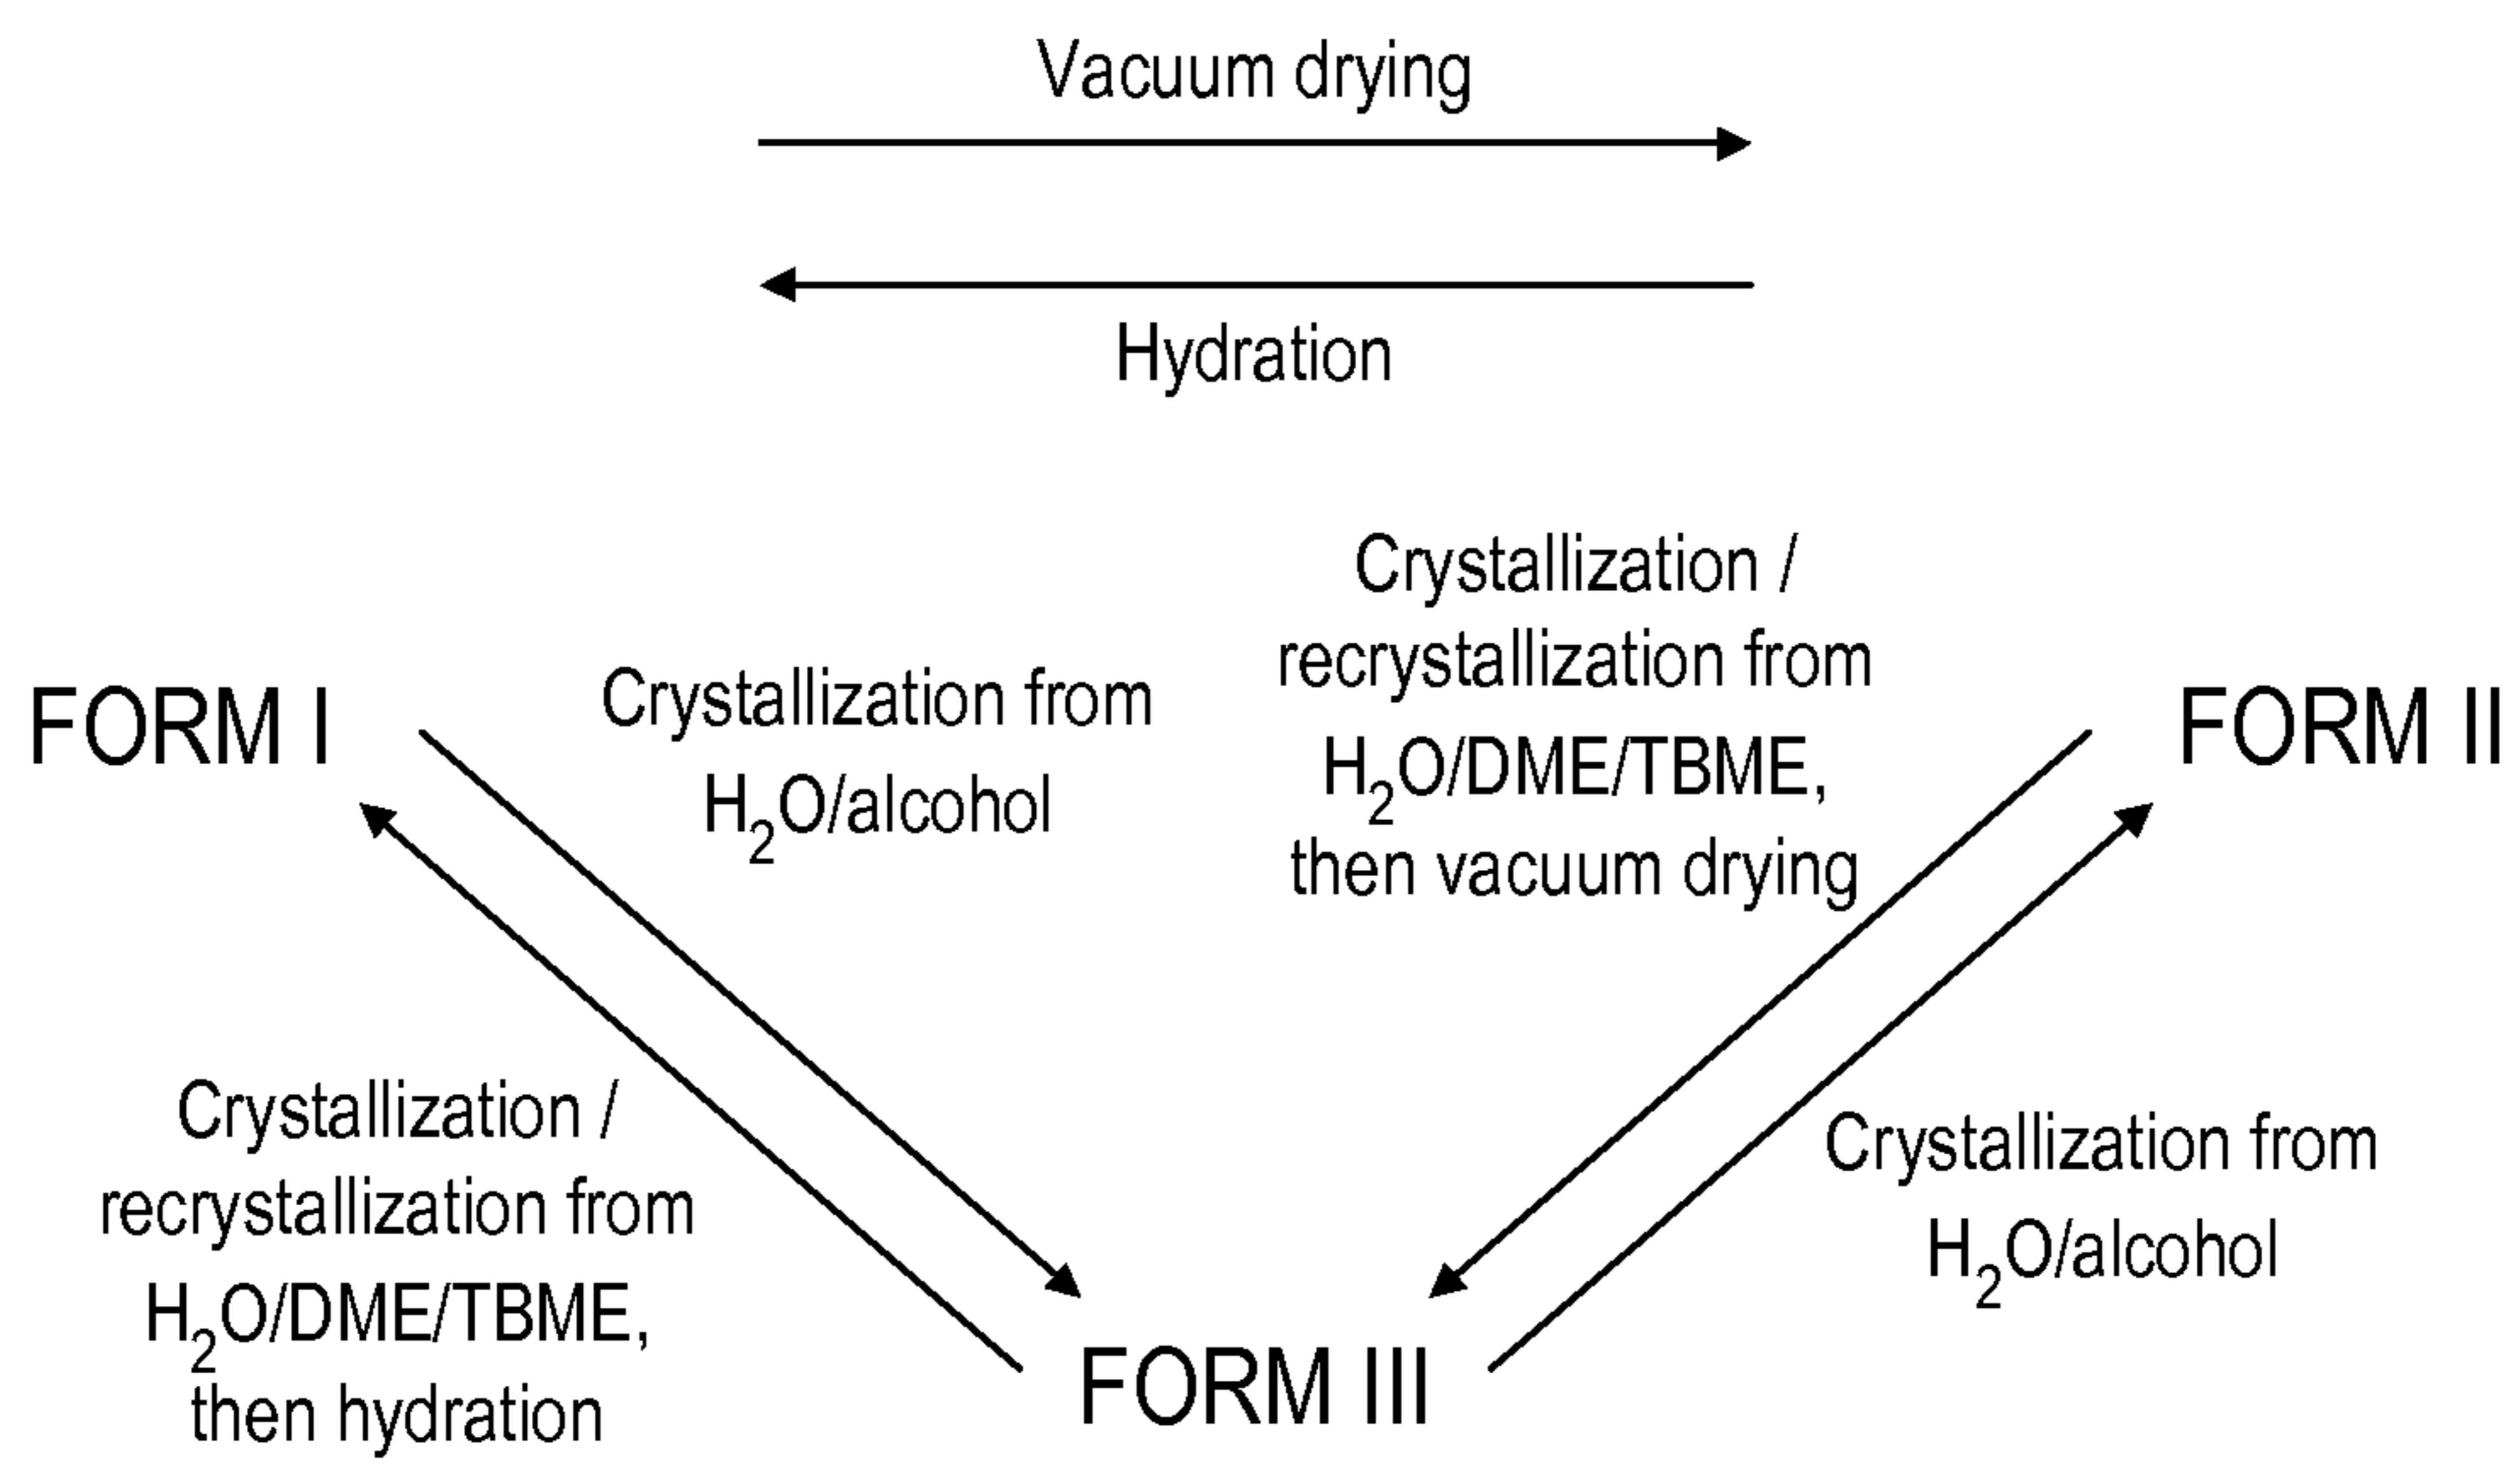 Vacuum drying
Hydration
Crystallization /
recrystallization from
H₂O/DME/TBME,
then vacuum drying
FORM I
Crystallization from
H₂O/alcohol
FORM II
Crystallization /
recrystallization from
H₂O/DME/TBME,
then hydration
Crystallization from
H₂O/alcohol
FORM III